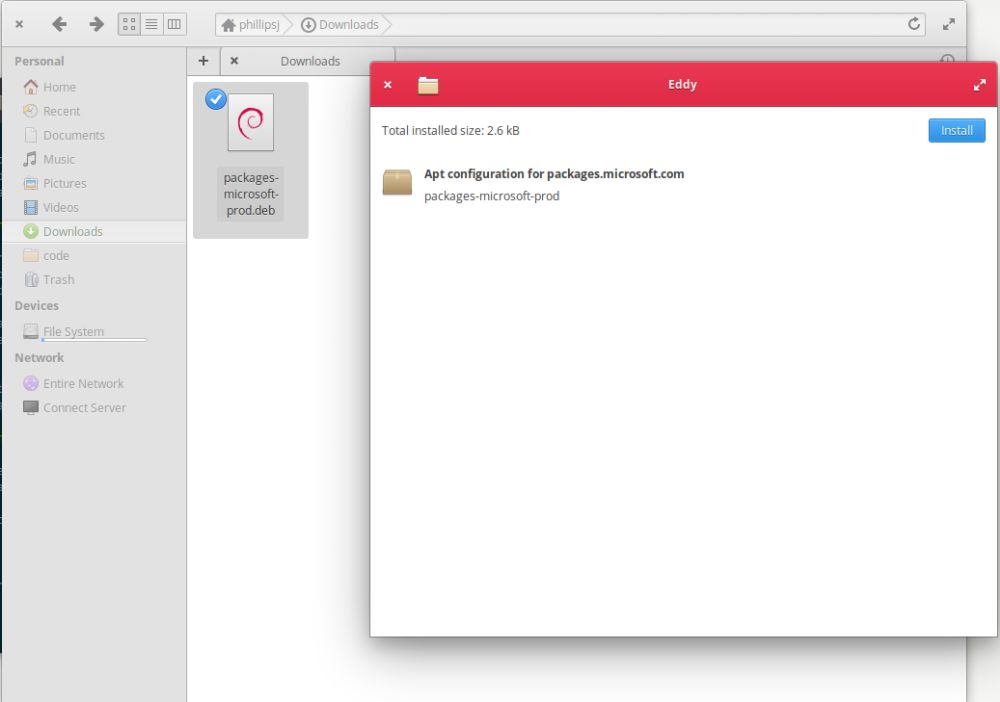 phillipsj
Downloads
Personal
Home
Recent
Documents
Music
Pictures
Videos
Downloads
code
Trash
Devices
File System
Network
Entire Network
Connect Server
Downloads
packages-
microsoft-
prod.deb
Eddy
Total installed size: 2.6 kB
Install
Apt configuration for packages.microsoft.com
packages-microsoft-prod